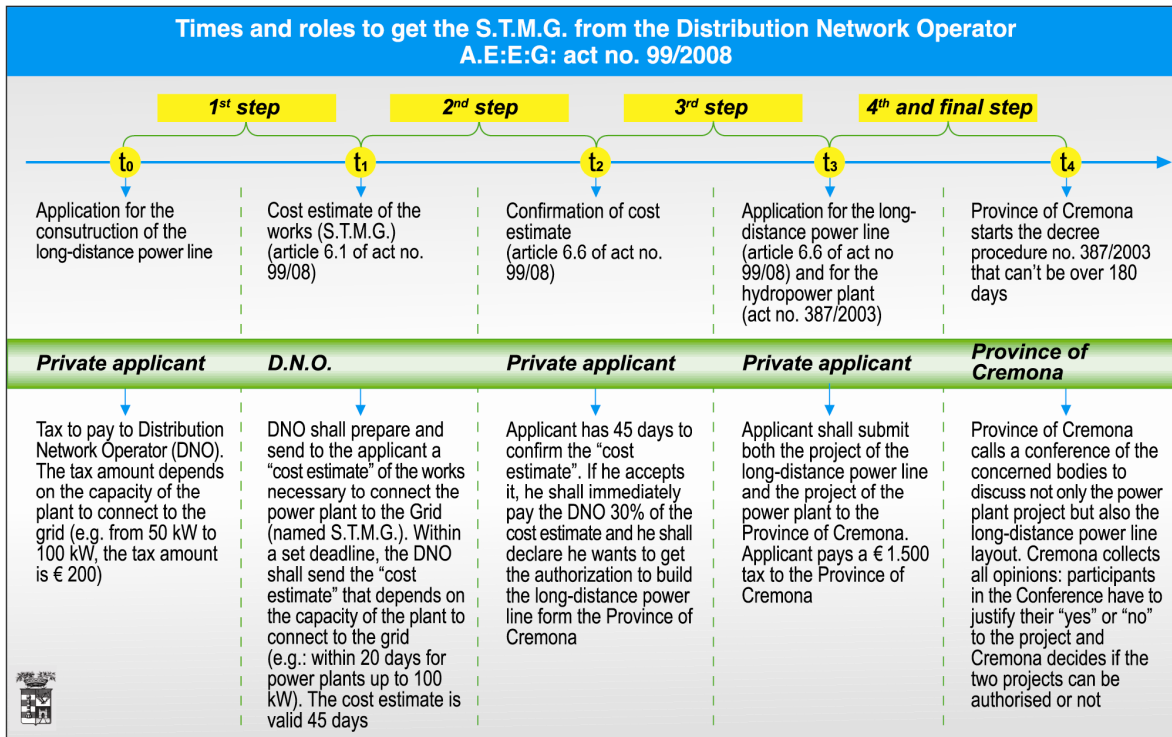 Times and roles to get the S.T.M.G. from the Distribution Network Operator
A.E:E:G: act no. 99/2008
1st step
2nd step
3rd step
4th and final step
t0
t1
t2
t3
t4
Application for the
consutruction of the
long-distance power line
Cost estimate of the
works (S.T.M.G.)
(article 6.1 of act no.
99/08)
Confirmation of cost
estimate
(article 6.6 of act no.
99/08)
Application for the long-
distance power line
(article 6.6 of act no
99/08) and for the
hydropower plant
(act no. 387/2003)
Province of Cremona
starts the decree
procedure no. 387/2003
that can't be over 180
days
Private applicant
D.N.O.
Private applicant
Private applicant
Province of
Cremona
Tax to pay to Distribution
Network Operator (DNO).
The tax amount depends
on the capacity of the
plant to connect to the
grid (e.g. from 50 kW to
100 kW, the tax amount
is € 200)
DNO shall prepare and
send to the applicant a
“cost estimate” of the works
necessary to connect the
power plant to the Grid
(named S.T.M.G.). Within
a set deadline, the DNO
shall send the “cost
estimate” that depends on
the capacity of the plant to
connect to the grid
(e.g.: within 20 days for
power plants up to 100
kW). The cost estimate is
valid 45 days
Applicant has 45 days to
confirm the “cost
estimate”. If he accepts
it, he shall immediately
pay the DNO 30% of the
cost estimate and he shall
declare he wants to get
the authorization to build
the long-distance power
line form the Province of
Cremona
Applicant shall submit
both the project of the
long-distance power line
and the project of the
power plant to the
Province of Cremona.
Applicant pays a € 1.500
tax to the Province of
Cremona
Province of Cremona
calls a conference of the
concerned bodies to
discuss not only the power
plant project but also the
long-distance power line
layout. Cremona collects
all opinions: participants
in the Conference have to
justify their “yes” or “no”
to the project and
Cremona decides if the
two projects can be
authorised or not